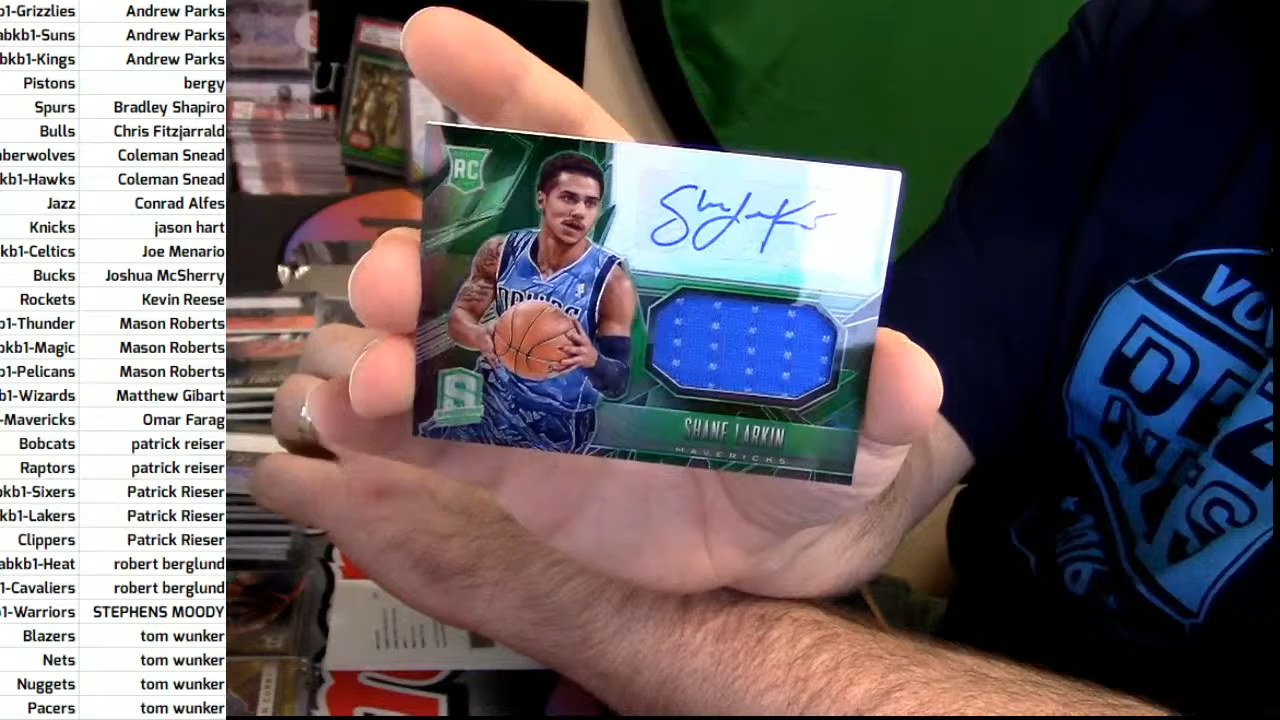 b1-Grizzlies Andrew Parks
abkb1-Suns Andrew Parks
bkb1-Kings Andrew Parks
Pistons bergy
Spurs Bradley Shapiro
Bulls Chris Fitzjarrald
berwolves Coleman Snead
kb1-Hawks Coleman Snead
Jazz Conrad Alfes
Knicks jason hart
kb1-Celtics Joe Menario
Bucks Joshua McSherry
Rockets Kevin Reese
b1-Thunder Mason Roberts
bkb1-Magic Mason Roberts
1-Pelicans Mason Roberts
1-Wizards Matthew Gibart
-Mavericks Omar Farag
Bobcats patrick reiser
Raptors patrick reiser
kb1-Sixers Patrick Rieser
kb1-Lakers Patrick Rieser
Clippers Patrick Rieser
abkb1-Heat robert berglund
1-Cavaliers robert berglund
1-Warriors STEPHENS MOODY
Blazers tom wunker
Nets tom wunker
Nuggets tom wunker
Pacers tom wunker
RC
S
SHANE LARKIN
MAVERICKS